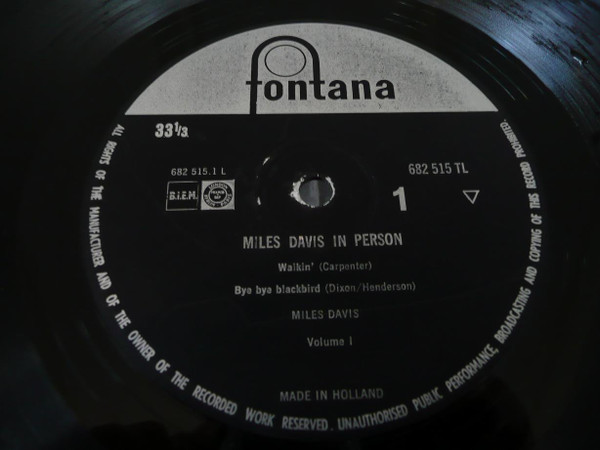 fontana
33 1/3
682 515.1 L
682 515 TL
B.I.E.M.
1
MILES DAVIS IN PERSON
Walkin' (Carpenter)
Bye bye blackbird (Dixon/Henderson)
MILES DAVIS
Volume I
MADE IN HOLLAND
ALL RIGHTS OF THE MANUFACTURER AND OF THE OWNER OF THE RECORDED WORK RESERVED. UNAUTHORISED PUBLIC PERFORMANCE, BROADCASTING AND COPYING OF THIS RECORD PROHIBITED.